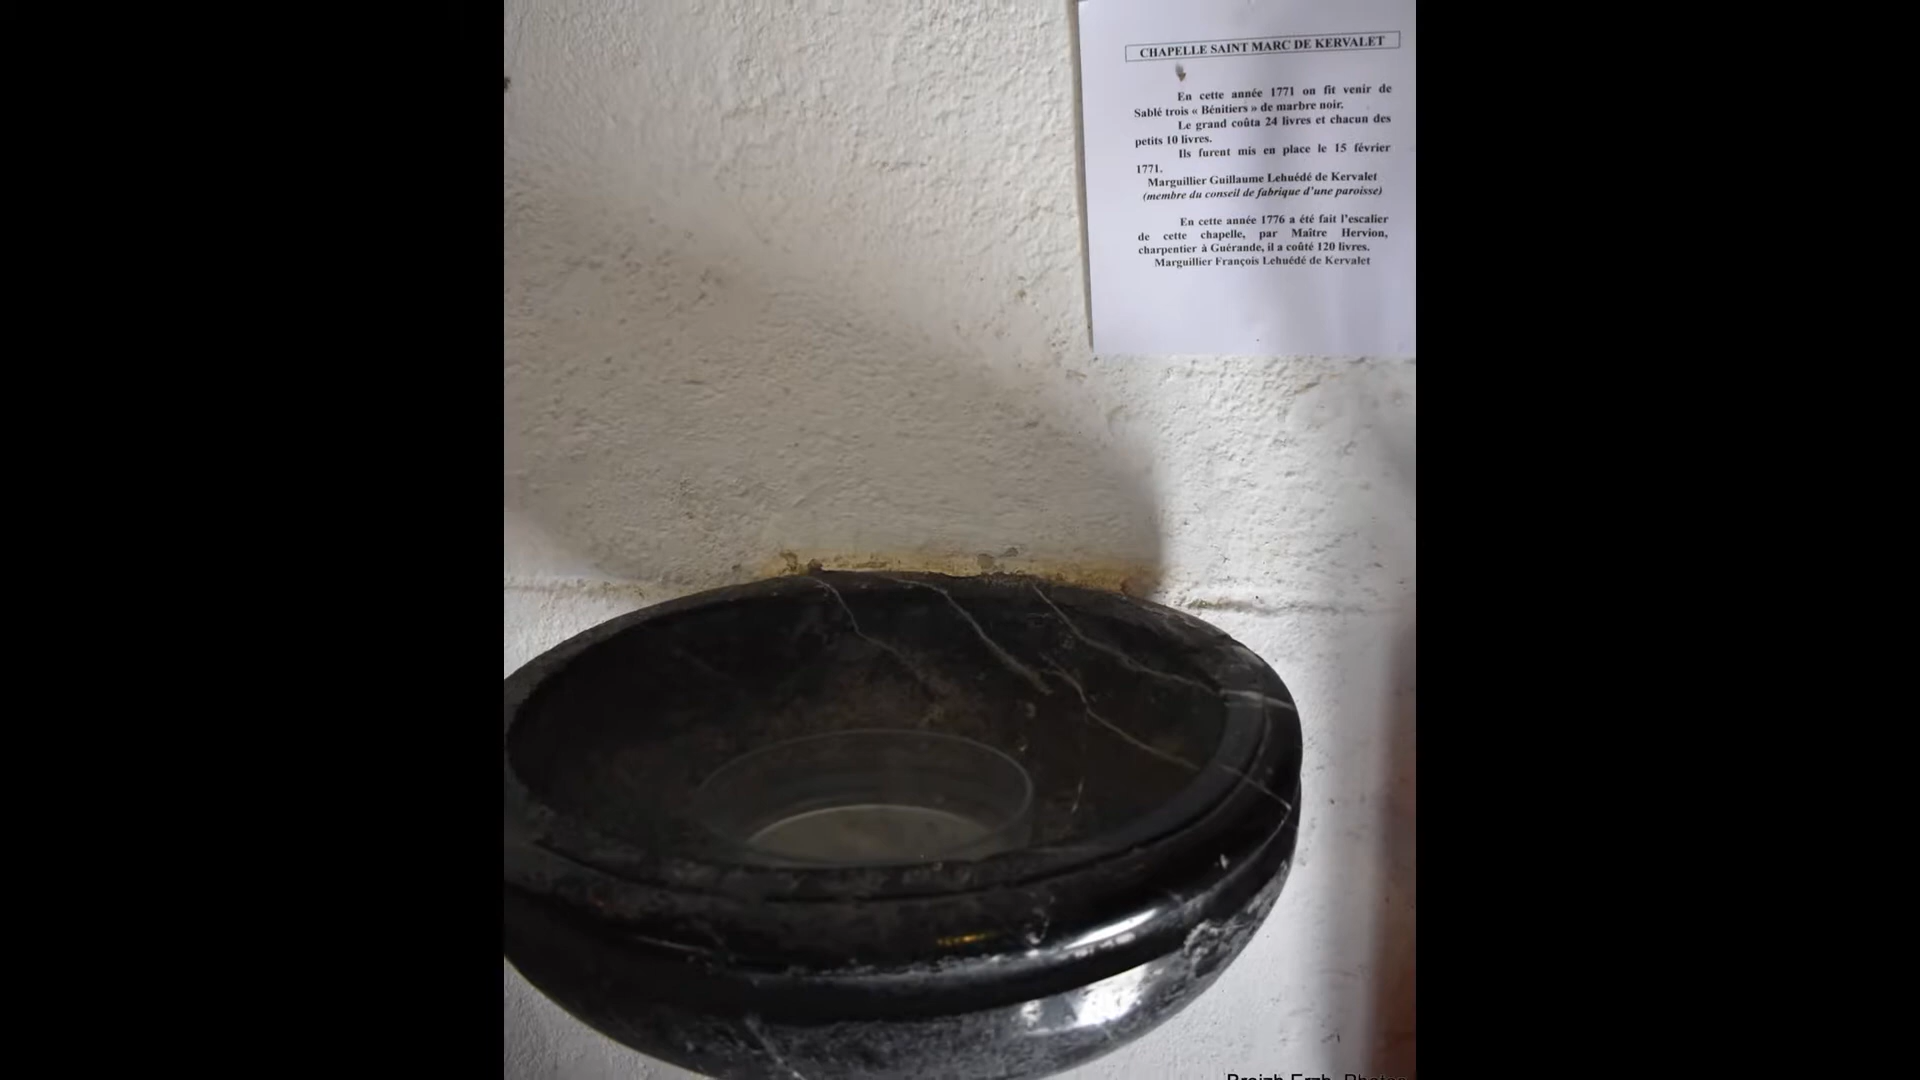 CHAPELLE SAINT MARC DE KERVALET
En cette année 1771 on fit venir de
Sablé trois « Bénitiers » de marbre noir.
Le grand coûta 24 livres et chacun des
petits 10 livres.
Ils furent mis en place le 15 février
1771.
Marguillier Guillaume Lehuédé de Kervalet
(membre du conseil de fabrique d'une paroisse)
En cette année 1776 a été fait l'escalier
de cette chapelle, par Maître Hervion,
charpentier à Guérande, il a coûté 120 livres.
Marguillier François Lehuédé de Kervalet